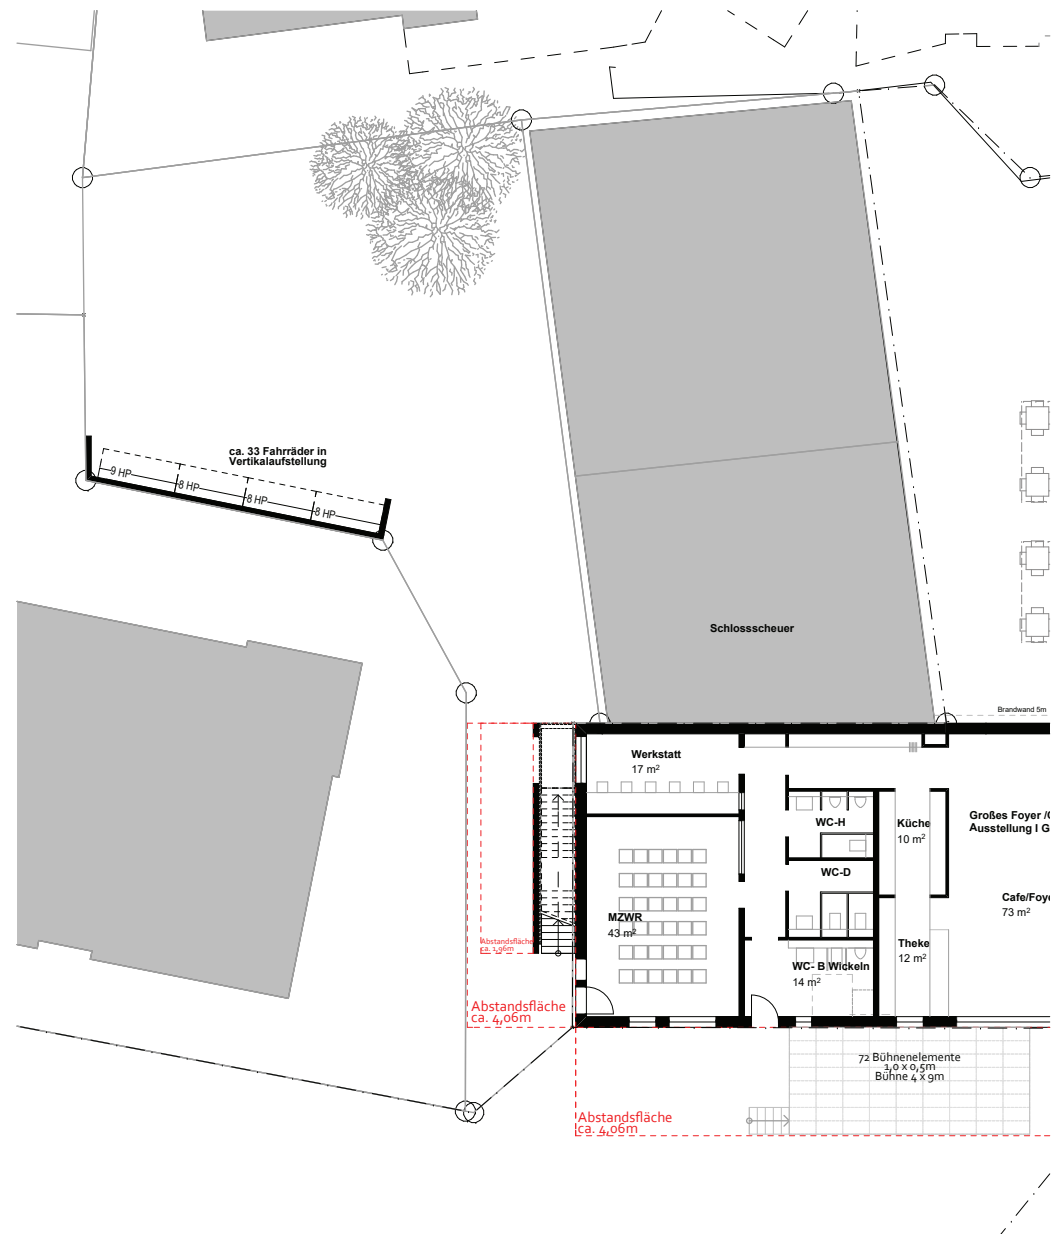 ca. 33 Fahrräder in
Vertikalaufstellung
9 HP
8 HP
8 HP
8 HP
Schlossscheuer
Brandwand 5m
Werkstatt
17 m²
WC-H
Küche
10 m²
Großes Foyer /
Ausstellung I G
WC-D
Cafe/Foye
73 m²
MZWR
43 m²
Theke
12 m²
Abstandsfläche
ca. 1,96m
WC- B Wickeln
14 m²
Abstandsfläche
ca. 4,06m
72 Bühnenelemente
1,0 x 0,5m
Bühne 4 x 9m
Abstandsfläche
ca. 4,06m